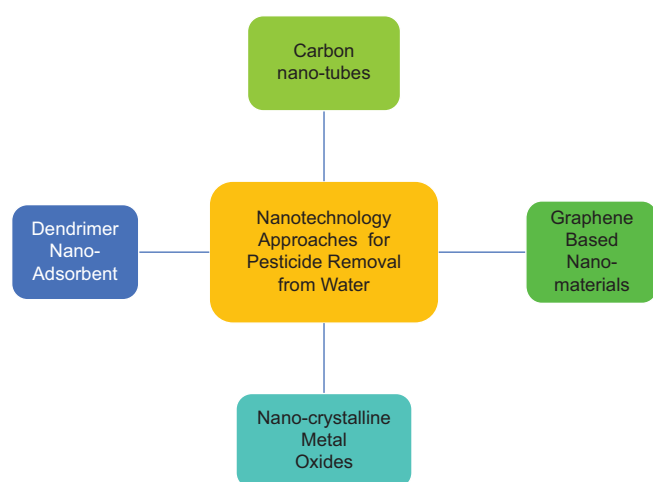 Carbon
nano-tubes
Dendrimer
Nano-
Adsorbent
Nanotechnology
Approaches for
Pesticide Removal
from Water
Graphene
Based
Nano-
materials
Nano-crystalline
Metal
Oxides